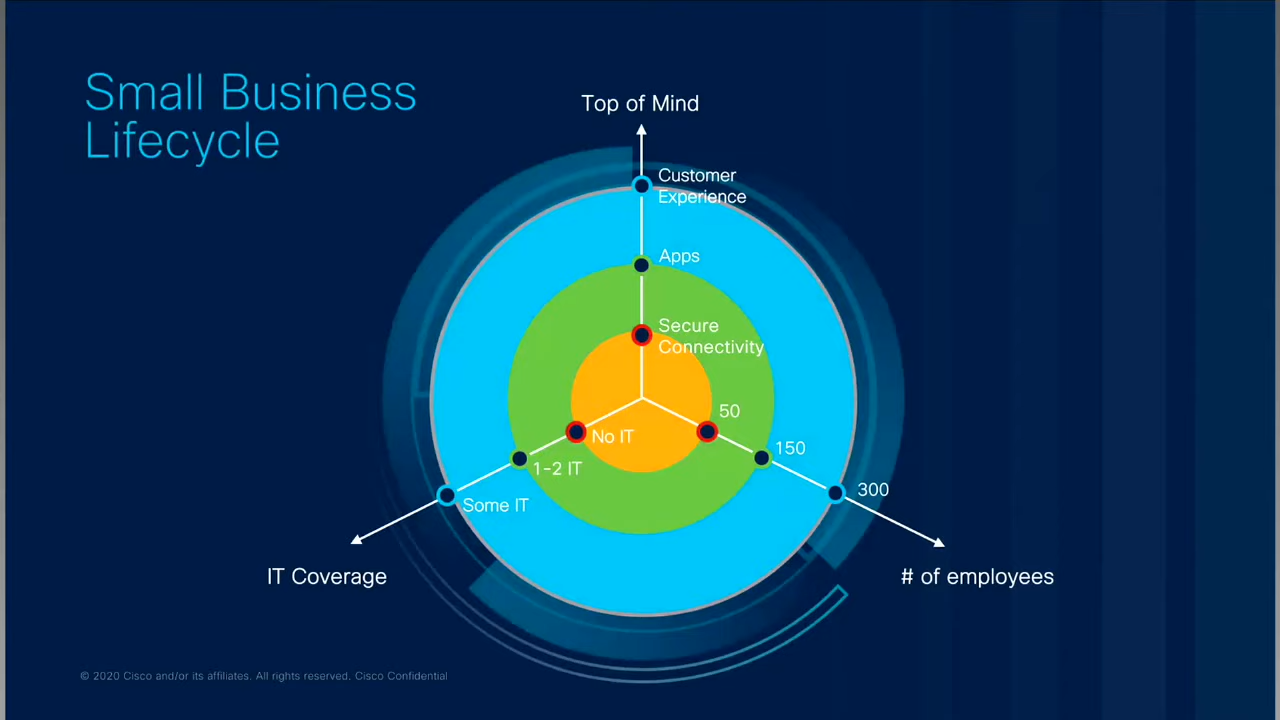 Small Business
Lifecycle
Top of Mind
Customer
Experience
Apps
Secure
Connectivity
50
No IT
150
1-2 IT
300
Some IT
IT Coverage
# of employees
© 2020 Cisco and/or its affiliates. All rights reserved. Cisco Confidential